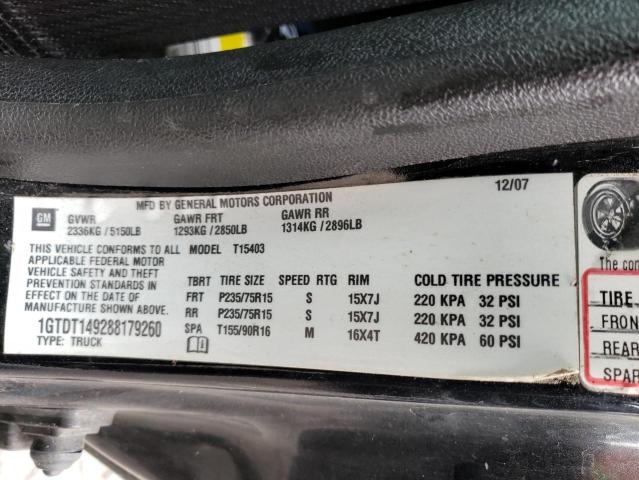 MFD BY GENERAL MOTORS CORPORATION 12/07
GM
GVWR GAWR FRT GAWR RR
2336KG / 5150LB 1293KG / 2850LB 1314KG / 2896LB
THIS VEHICLE CONFORMS TO ALL MODEL T15403
APPLICABLE FEDERAL MOTOR
VEHICLE SAFETY AND THEFT
PREVENTION STANDARDS IN
EFFECT ON THE DATE OF
MANUFACTURE SHOWN ABOVE.
1GTDT149288179260
TYPE: TRUCK
TBRT TIRE SIZE SPEED RTG RIM COLD TIRE PRESSURE
FRT P235/75R15 S 15X7J 220 KPA 32 PSI
RR P235/75R15 S 15X7J 220 KPA 32 PSI
SPA T155/90R16 M 16X4T 420 KPA 60 PSI
The com
TIRE
FRON
REAR
SPAR